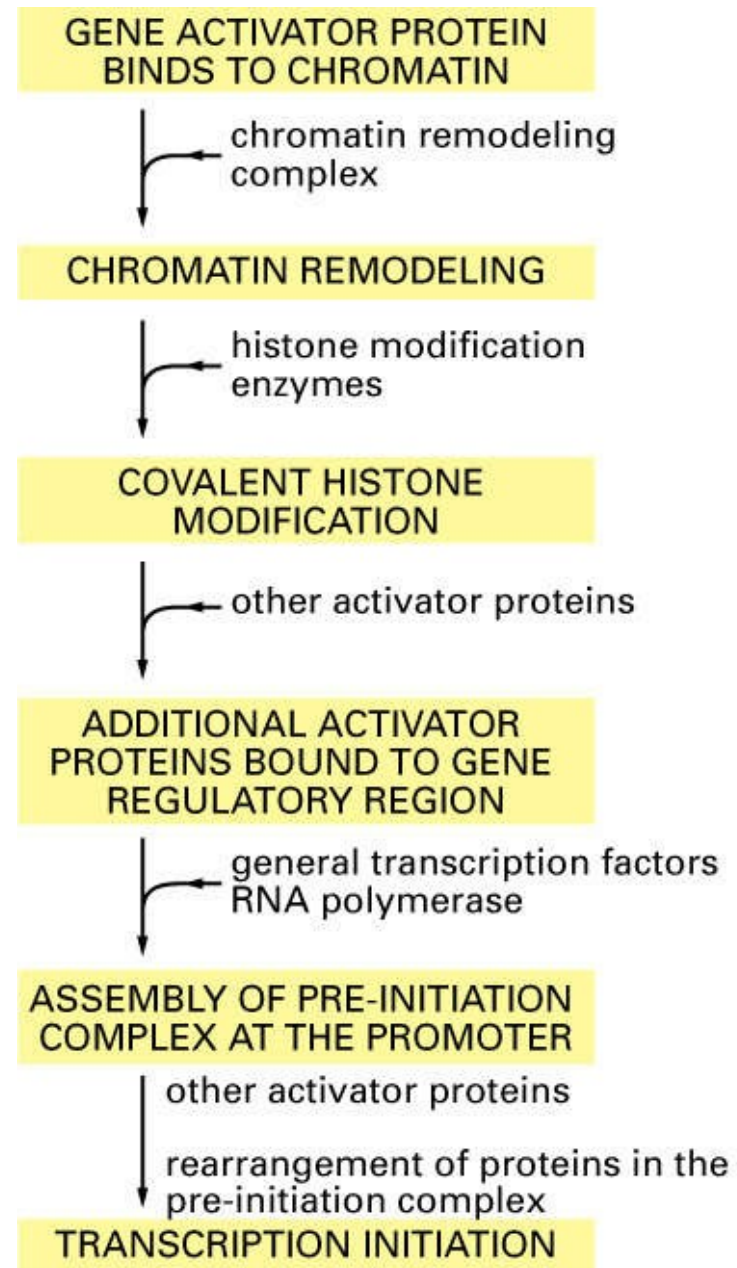 GENE ACTIVATOR PROTEIN
BINDS TO CHROMATIN
chromatin remodeling
complex
CHROMATIN REMODELING
histone modification
enzymes
COVALENT HISTONE
MODIFICATION
other activator proteins
ADDITIONAL ACTIVATOR
PROTEINS BOUND TO GENE
REGULATORY REGION
general transcription factors
RNA polymerase
ASSEMBLY OF PRE-INITIATION
COMPLEX AT THE PROMOTER
other activator proteins
rearrangement of proteins in the
pre-initiation complex
TRANSCRIPTION INITIATION